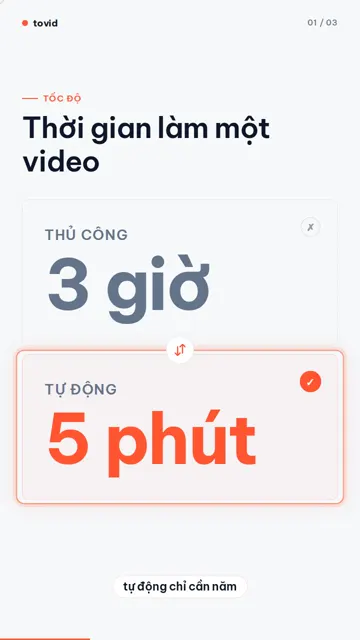 tovid
01 / 03
TỐC ĐỘ
Thời gian làm một
video
THỦ CÔNG
✗
3 giờ
TỰ ĐỘNG
✓
5 phút
tự động chỉ cần năm